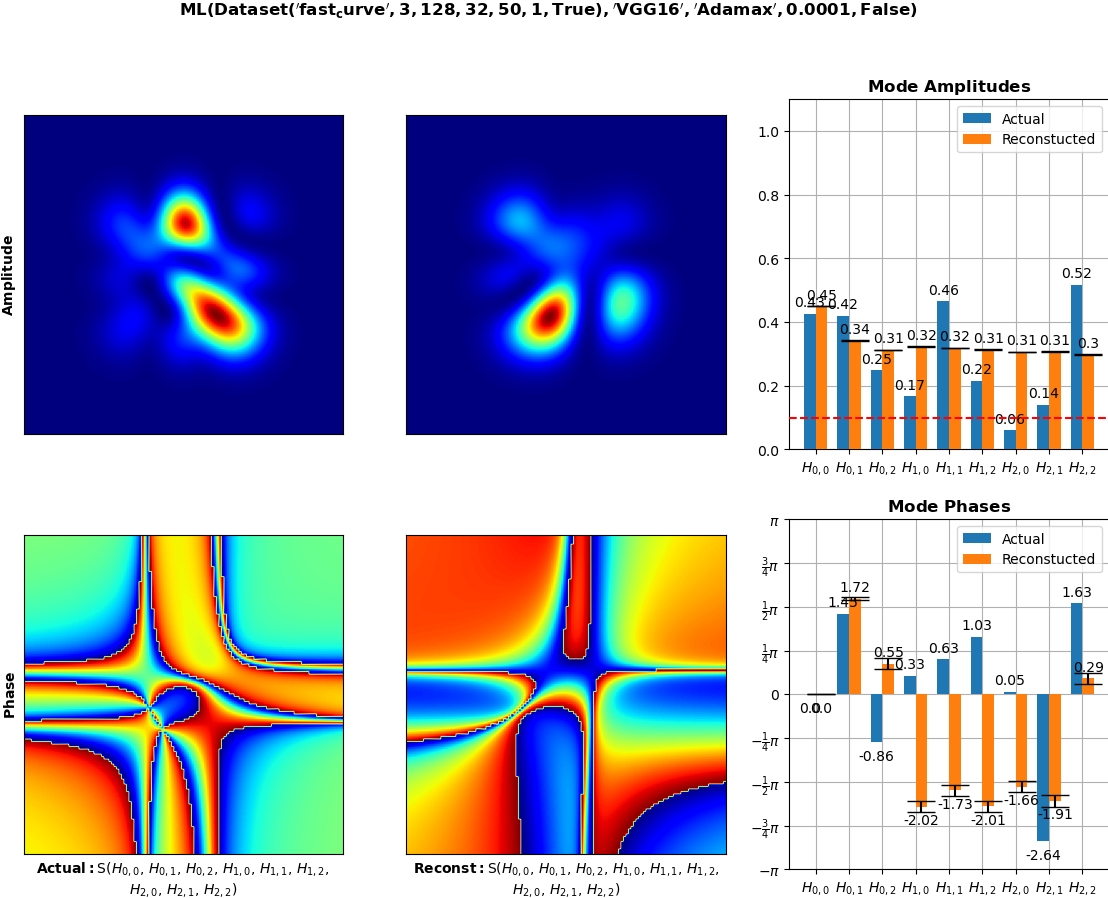 ML(Dataset('fast_curve', 3, 128, 32, 50, 1, True), 'VGG16', 'Adamax', 0.0001, False)
Amplitude
Mode Amplitudes
Actual
Reconstucted
1.0
0.8
0.6
0.4
0.2
0.0
0.43
0.45
0.42
0.34
0.25
0.31
0.17
0.32
0.46
0.32
0.22
0.31
0.06
0.31
0.14
0.31
0.52
0.3
H0,0 H0,1 H0,2 H1,0 H1,1 H1,2 H2,0 H2,1 H2,2
Phase
Actual: S(H0,0, H0,1, H0,2, H1,0, H1,1, H1,2,
H2,0, H2,1, H2,2)
Reconst: S(H0,0, H0,1, H0,2, H1,0, H1,1, H1,2,
H2,0, H2,1, H2,2)
Mode Phases
Actual
Reconstucted
π
3/4π
1/2π
1/4π
0
−1/4π
−1/2π
−3/4π
−π
0.0
0.0
1.45
1.72
-0.86
0.55
0.33
-2.02
0.63
-1.73
1.03
-2.01
0.05
-1.66
-2.64
-1.91
1.63
0.29
H0,0 H0,1 H0,2 H1,0 H1,1 H1,2 H2,0 H2,1 H2,2